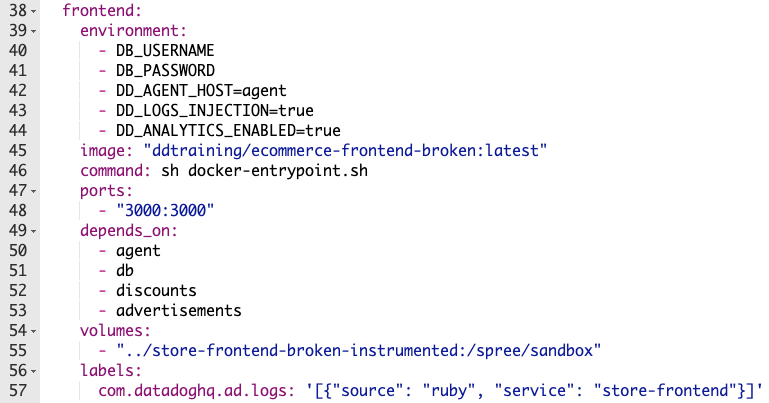 38 frontend:
39 environment:
40 - DB_USERNAME
41 - DB_PASSWORD
42 - DD_AGENT_HOST=agent
43 - DD_LOGS_INJECTION=true
44 - DD_ANALYTICS_ENABLED=true
45 image: "ddtraining/ecommerce-frontend-broken:latest"
46 command: sh docker-entrypoint.sh
47 ports:
48 - "3000:3000"
49 depends_on:
50 - agent
51 - db
52 - discounts
53 - advertisements
54 volumes:
55 - "../store-frontend-broken-instrumented:/spree/sandbox"
56 labels:
57 com.datadoghq.ad.logs: '[{"source": "ruby", "service": "store-frontend"}]'